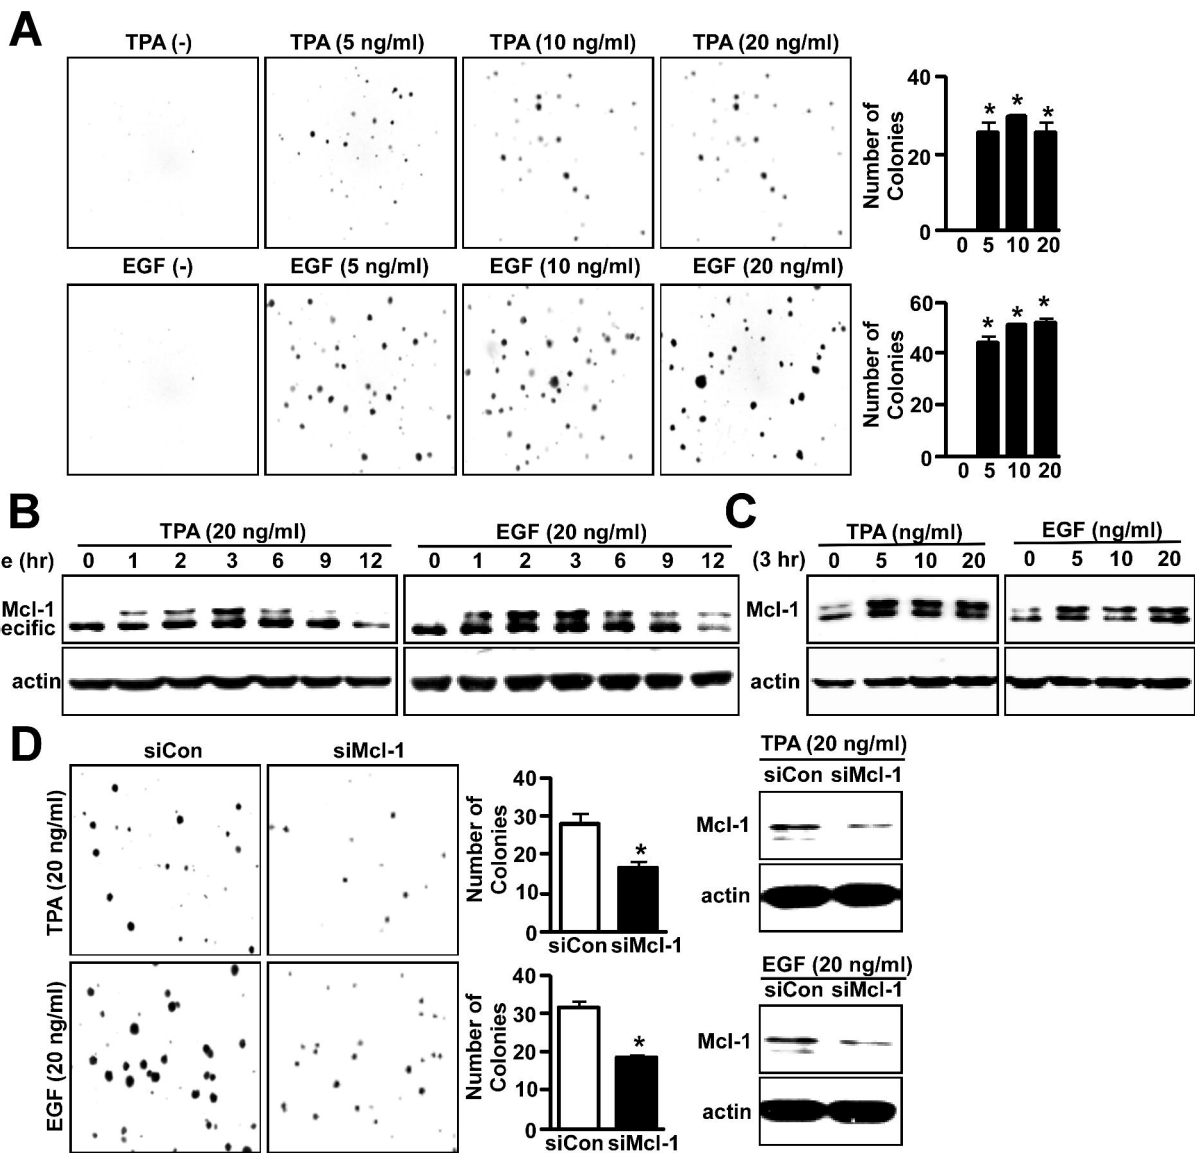 A
TPA (-) TPA (5 ng/ml) TPA (10 ng/ml) TPA (20 ng/ml)
Number of
Colonies
40
20
0
* * *
0 5 10 20
EGF (-) EGF (5 ng/ml) EGF (10 ng/ml) EGF (20 ng/ml)
Number of
Colonies
60
40
20
0
* * *
0 5 10 20
B
TPA (20 ng/ml) EGF (20 ng/ml)
e (hr) 0 1 2 3 6 9 12 0 1 2 3 6 9 12
Mcl-1
ecific
actin
C
TPA (ng/ml) EGF (ng/ml)
(3 hr) 0 5 10 20 0 5 10 20
Mcl-1
actin
D
siCon siMcl-1
TPA (20 ng/ml)
Number of
Colonies
40
30
20
10
0
*
siCon siMcl-1
TPA (20 ng/ml)
siCon siMcl-1
Mcl-1
actin
EGF (20 ng/ml)
Number of
Colonies
40
30
20
10
0
*
siCon siMcl-1
EGF (20 ng/ml)
siCon siMcl-1
Mcl-1
actin